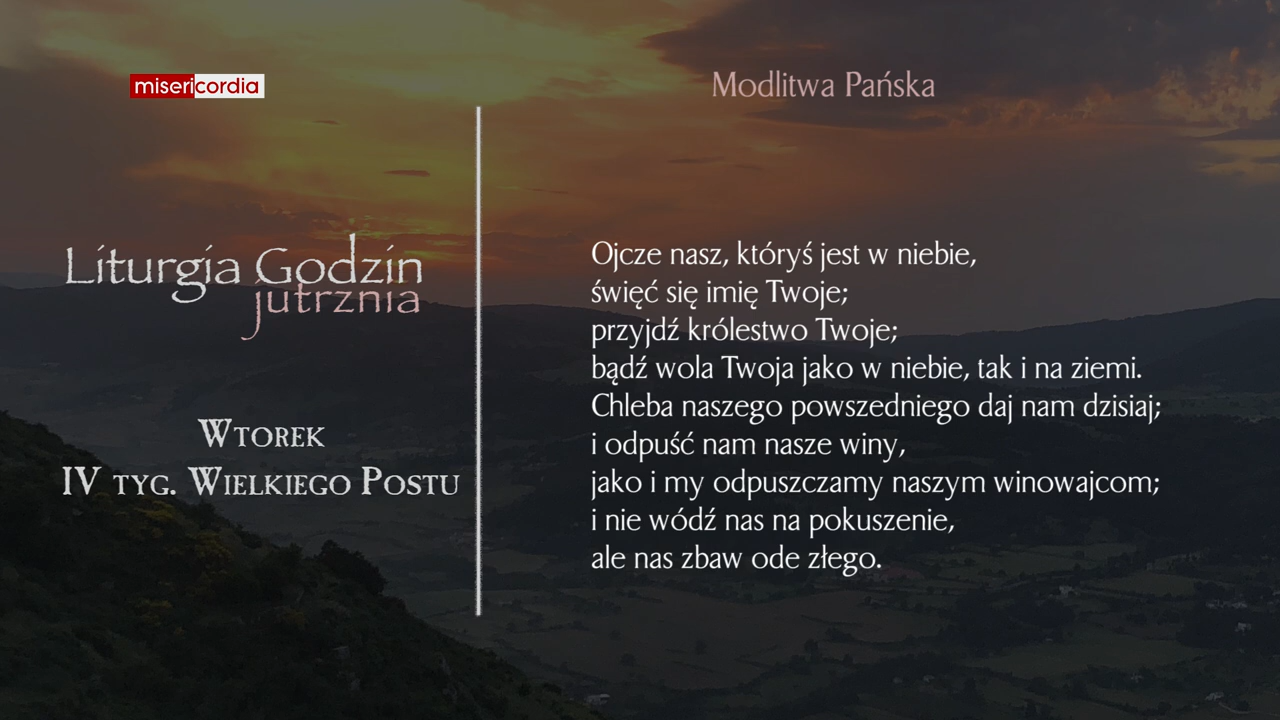 misericordia
Liturgia Godzin
jutrznia
Wtorek
IV tyg. Wielkiego Postu
Modlitwa Pańska
Ojcze nasz, któryś jest w niebie,
święć się imię Twoje;
przyjdź królestwo Twoje;
bądź wola Twoja jako w niebie, tak i na ziemi.
Chleba naszego powszedniego daj nam dzisiaj;
i odpuść nam nasze winy,
jako i my odpuszczamy naszym winowajcom;
i nie wódź nas na pokuszenie,
ale nas zbaw ode złego.